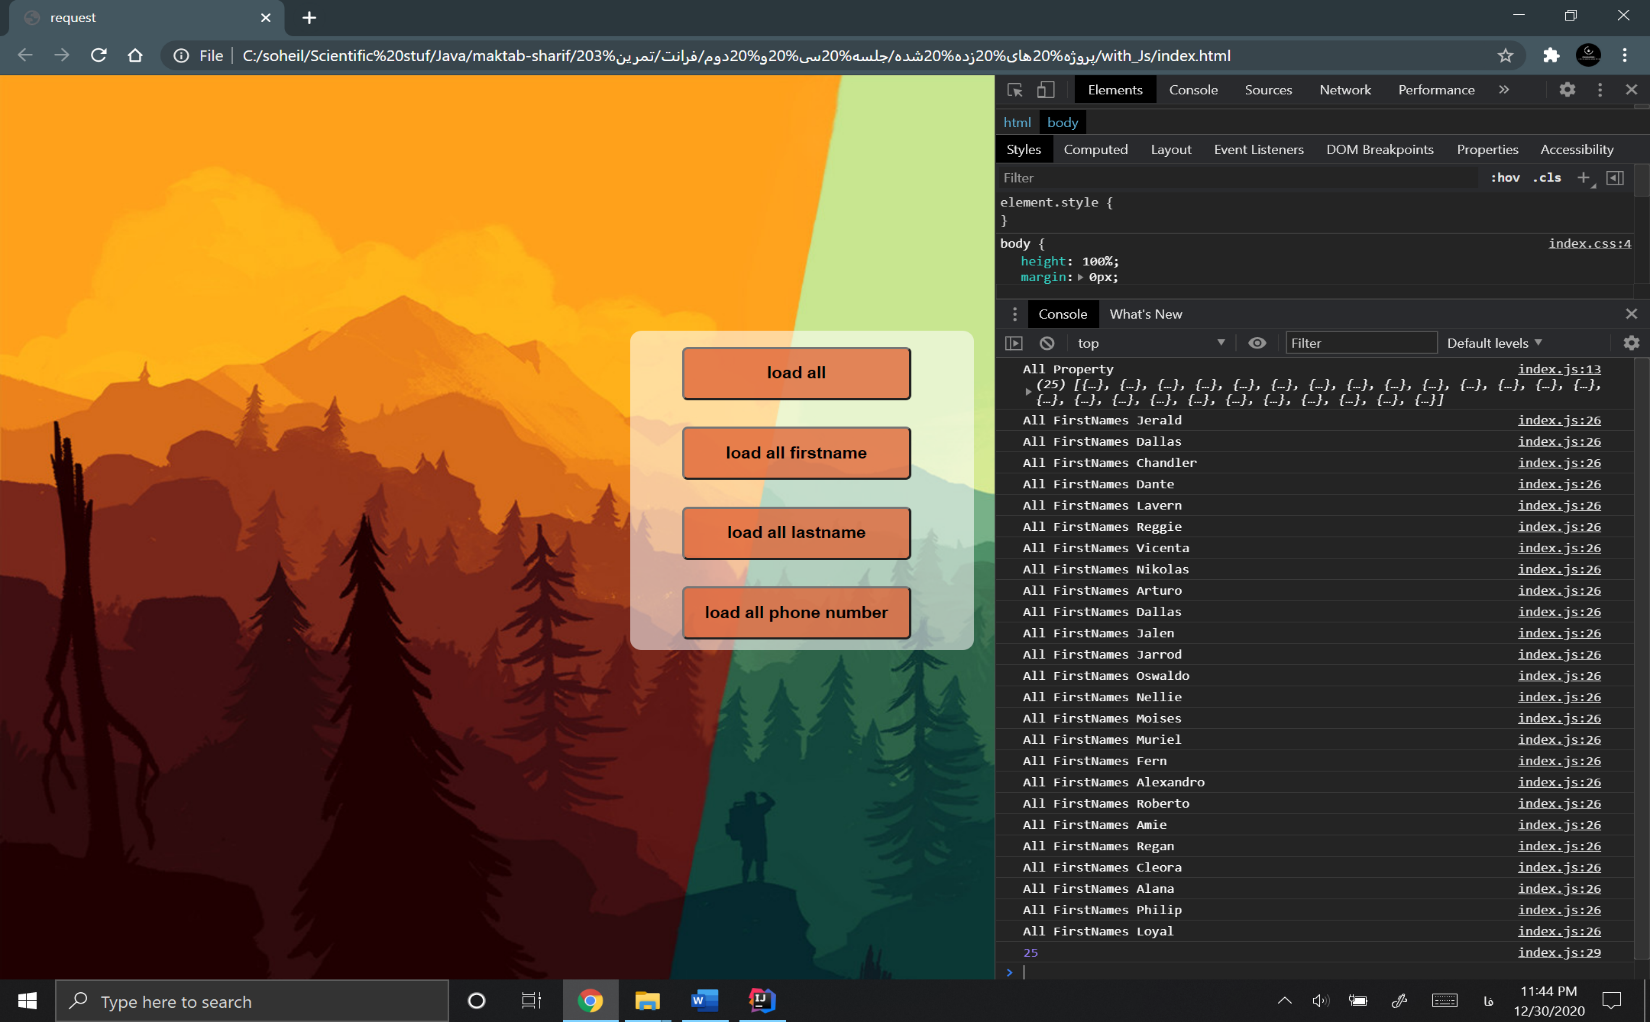 request
File
C:/soheil/Scientific%20stuf/Java/maktab-sharif/203%پروژه%20های%20زده%20شده/جلسه%20سی%20و%20دوم/فرانت/تمرین/with_Js/index.html
Elements
Console
Sources
Network
Performance
»
html
body
Styles
Computed
Layout
Event Listeners
DOM Breakpoints
Properties
Accessibility
Filter
:hov
.cls
element.style {
}
body {
index.css:4
height: 100%;
margin: 0px;
Console
What's New
top
Filter
Default levels
load all
load all firstname
load all lastname
load all phone number
All Property
index.js:13
(25) [{…}, {…}, {…}, {…}, {…}, {…}, {…}, {…}, {…}, {…}, {…}, {…}, {…}, {…},
{…}, {…}, {…}, {…}, {…}, {…}, {…}, {…}, {…}, {…}, {…}]
All FirstNames Jerald index.js:26
All FirstNames Dallas index.js:26
All FirstNames Chandler index.js:26
All FirstNames Dante index.js:26
All FirstNames Lavern index.js:26
All FirstNames Reggie index.js:26
All FirstNames Vicenta index.js:26
All FirstNames Nikolas index.js:26
All FirstNames Arturo index.js:26
All FirstNames Dallas index.js:26
All FirstNames Jalen index.js:26
All FirstNames Jarrod index.js:26
All FirstNames Oswaldo index.js:26
All FirstNames Nellie index.js:26
All FirstNames Moises index.js:26
All FirstNames Muriel index.js:26
All FirstNames Fern index.js:26
All FirstNames Alexandro index.js:26
All FirstNames Roberto index.js:26
All FirstNames Amie index.js:26
All FirstNames Regan index.js:26
All FirstNames Cleora index.js:26
All FirstNames Alana index.js:26
All FirstNames Philip index.js:26
All FirstNames Loyal index.js:26
25 index.js:29
Type here to search
فا
11:44 PM
12/30/2020